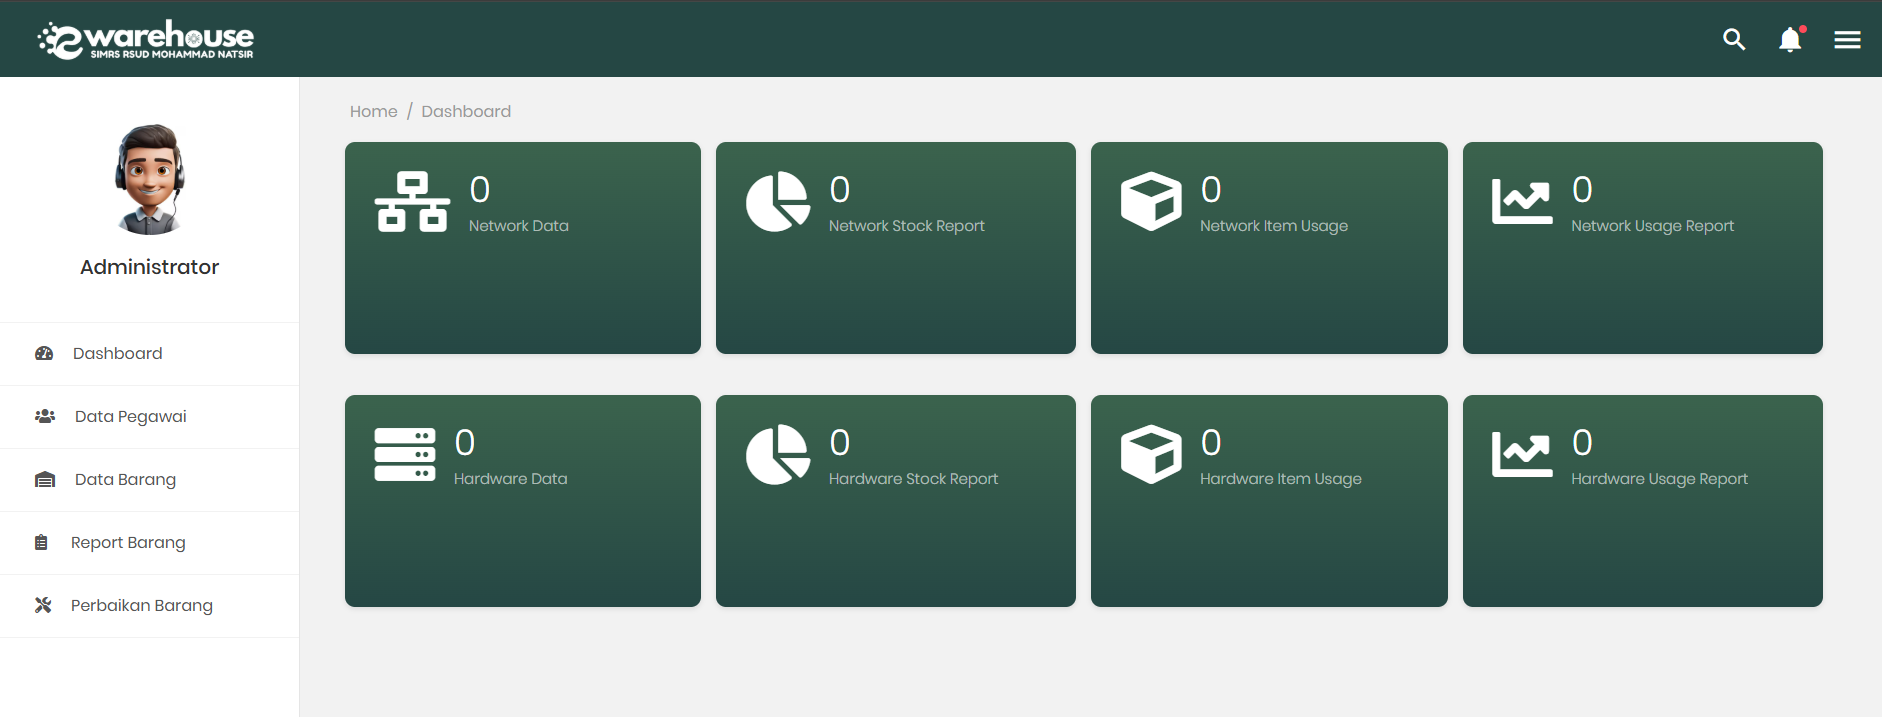 warehouse
SIMRS RSUD MOHAMMAD NATSIR
Administrator
Dashboard
Data Pegawai
Data Barang
Report Barang
Perbaikan Barang
Home / Dashboard
0
Network Data
0
Network Stock Report
0
Network Item Usage
0
Network Usage Report
0
Hardware Data
0
Hardware Stock Report
0
Hardware Item Usage
0
Hardware Usage Report